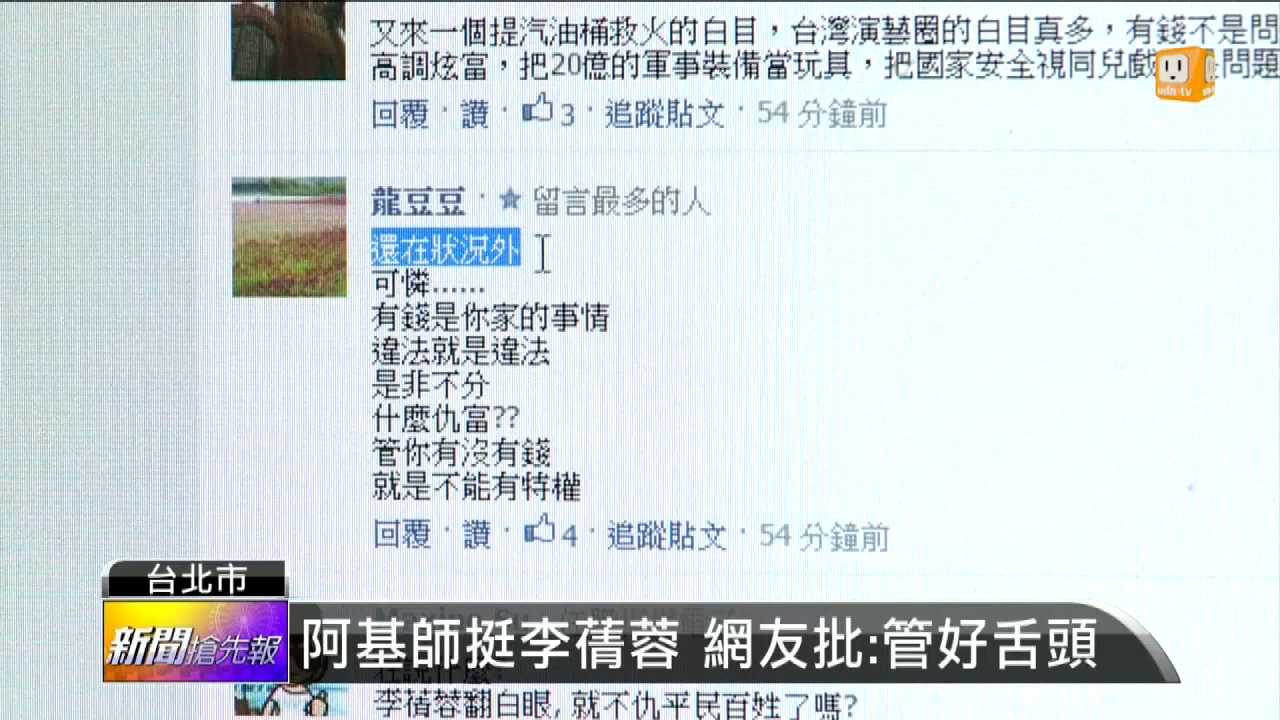 又來一個提汽油桶救火的白目，台灣演藝圈的白目真多，有錢不是問
高調炫富，把20億的軍事裝備當玩具，把國家安全視同兒戲
問題
udn tv
回覆．讚．3．追蹤貼文．54 分鐘前
龍豆豆．★ 留言最多的人
還在狀況外
可憐......
有錢是你家的事情
違法就是違法
是非不分
什麼仇富??
管你有沒有錢
就是不能有特權
回覆．讚．4．追蹤貼文．54 分鐘前
台北市
新聞搶先報
阿基師挺李蒨蓉 網友批:管好舌頭
李蒨蓉翻白眼, 就不仇平民百姓了嗎?